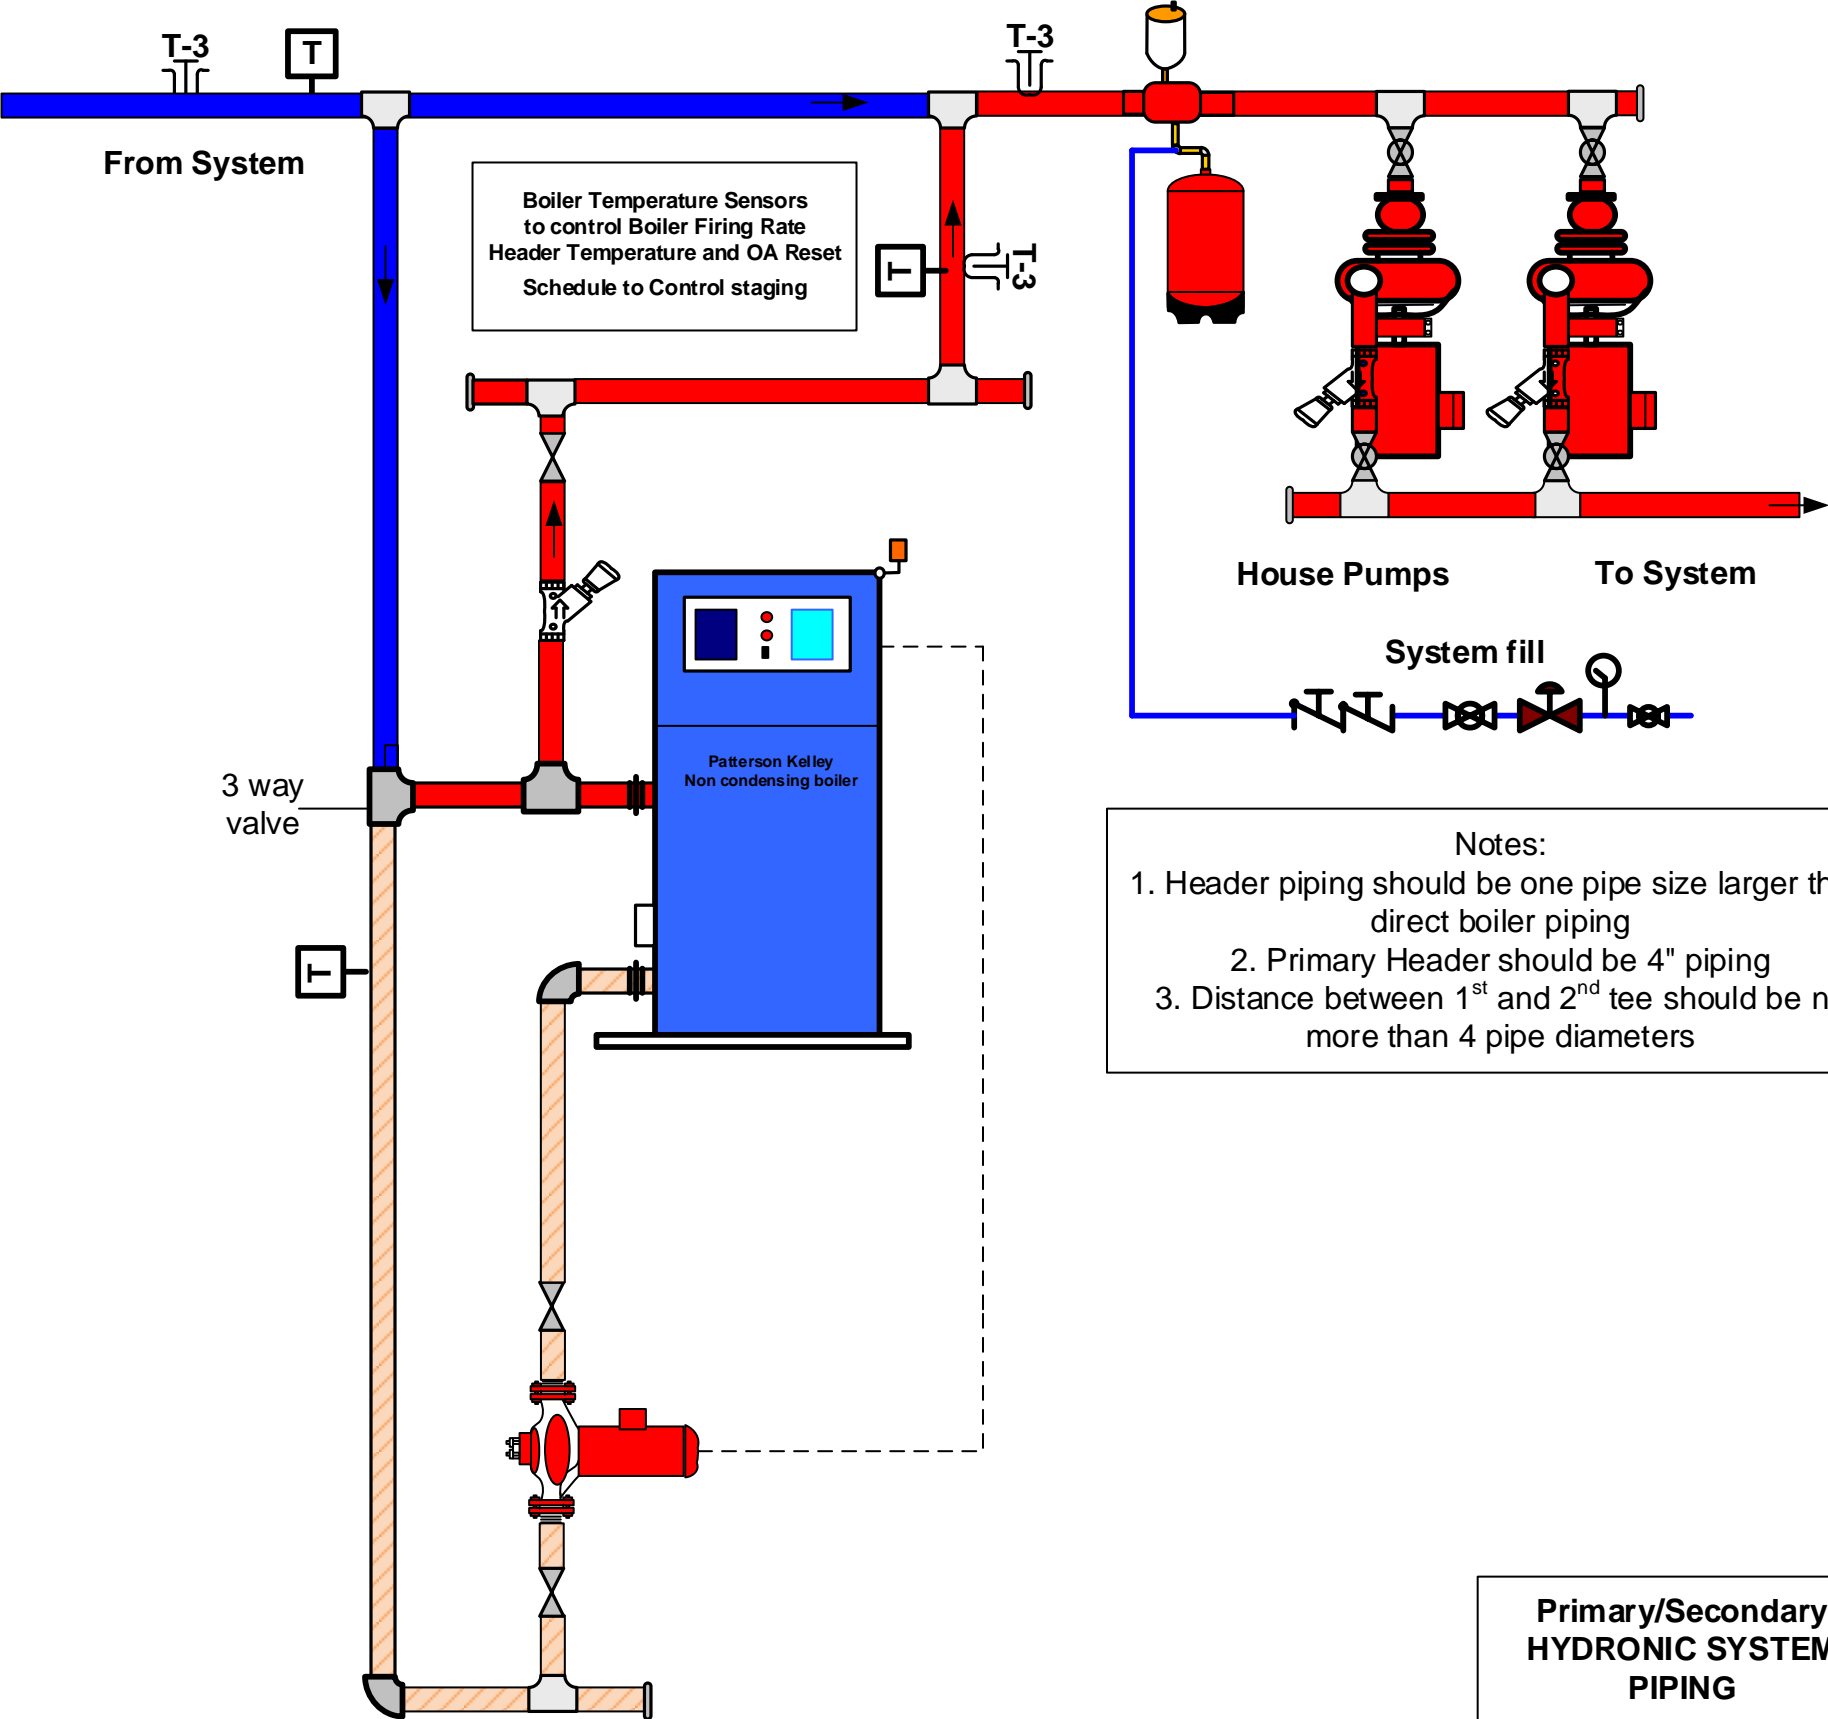 T-3
T
T-3
From System
Boiler Temperature Sensors
to control Boiler Firing Rate
Header Temperature and OA Reset
Schedule to Control staging
T
T-3
House Pumps
To System
System fill
Patterson Kelley
Non condensing boiler
3 way
valve
T
Notes:
1. Header piping should be one pipe size larger th
direct boiler piping
2. Primary Header should be 4" piping
3. Distance between 1st and 2nd tee should be n
more than 4 pipe diameters
Primary/Secondary
HYDRONIC SYSTEM
PIPING